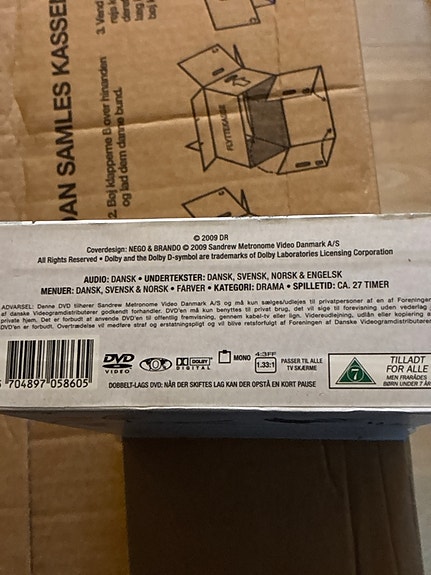 3. Vend
reja k
dere
lag l
boj k
2. Bøj klapperne B over hinanden
og lad dem danne bund.
DAN SAMLES KASSEN
FLYTTEKASSE
© 2009 DR
Coverdesign: NEGO & BRANDO © 2009 Sandrew Metronome Video Danmark A/S
All Rights Reserved • Dolby and the Dolby D-symbol are trademarks of Dolby Laboratories Licensing Corporation
AUDIO: DANSK • UNDERTEKSTER: DANSK, SVENSK, NORSK & ENGELSK
MENUER: DANSK, SVENSK & NORSK • FARVER • KATEGORI: DRAMA • SPILLETID: CA. 27 TIMER
ADVARSEL: Denne DVD tilhører Sandrew Metronome Video Danmark A/S og må kun sælges/udlejes til privatpersoner af en af Foreningen
af danske Videogramdistributører godkendt forhandler. DVD'en må kun benyttes til privat brug, det vil sige til forevisning uden vederlag
private hjem. Det er forbudt at anvende DVD'en til offentlig fremvisning, gennem kabel-tv eller lign. Videreudlejning, udlån eller kopiering a
DVD'en er forbudt. Overtrædelse vil medføre straf og erstatningspligt og vil blive retsforfulgt af Foreningen af Danske Videogramdistributører
5 704897 058605
DVD
VIDEO
DOLBY
DIGITAL
MONO
4:3FF
1.33:1
PASSER TIL ALLE
TV SKÆRME
DOBBELT-LAGS DVD: NÅR DER SKIFTES LAG KAN DER OPSTÅ EN KORT PAUSE
7
TILLADT
FOR ALLE
MEN FRARÅDES
BØRN UNDER 7 ÅR